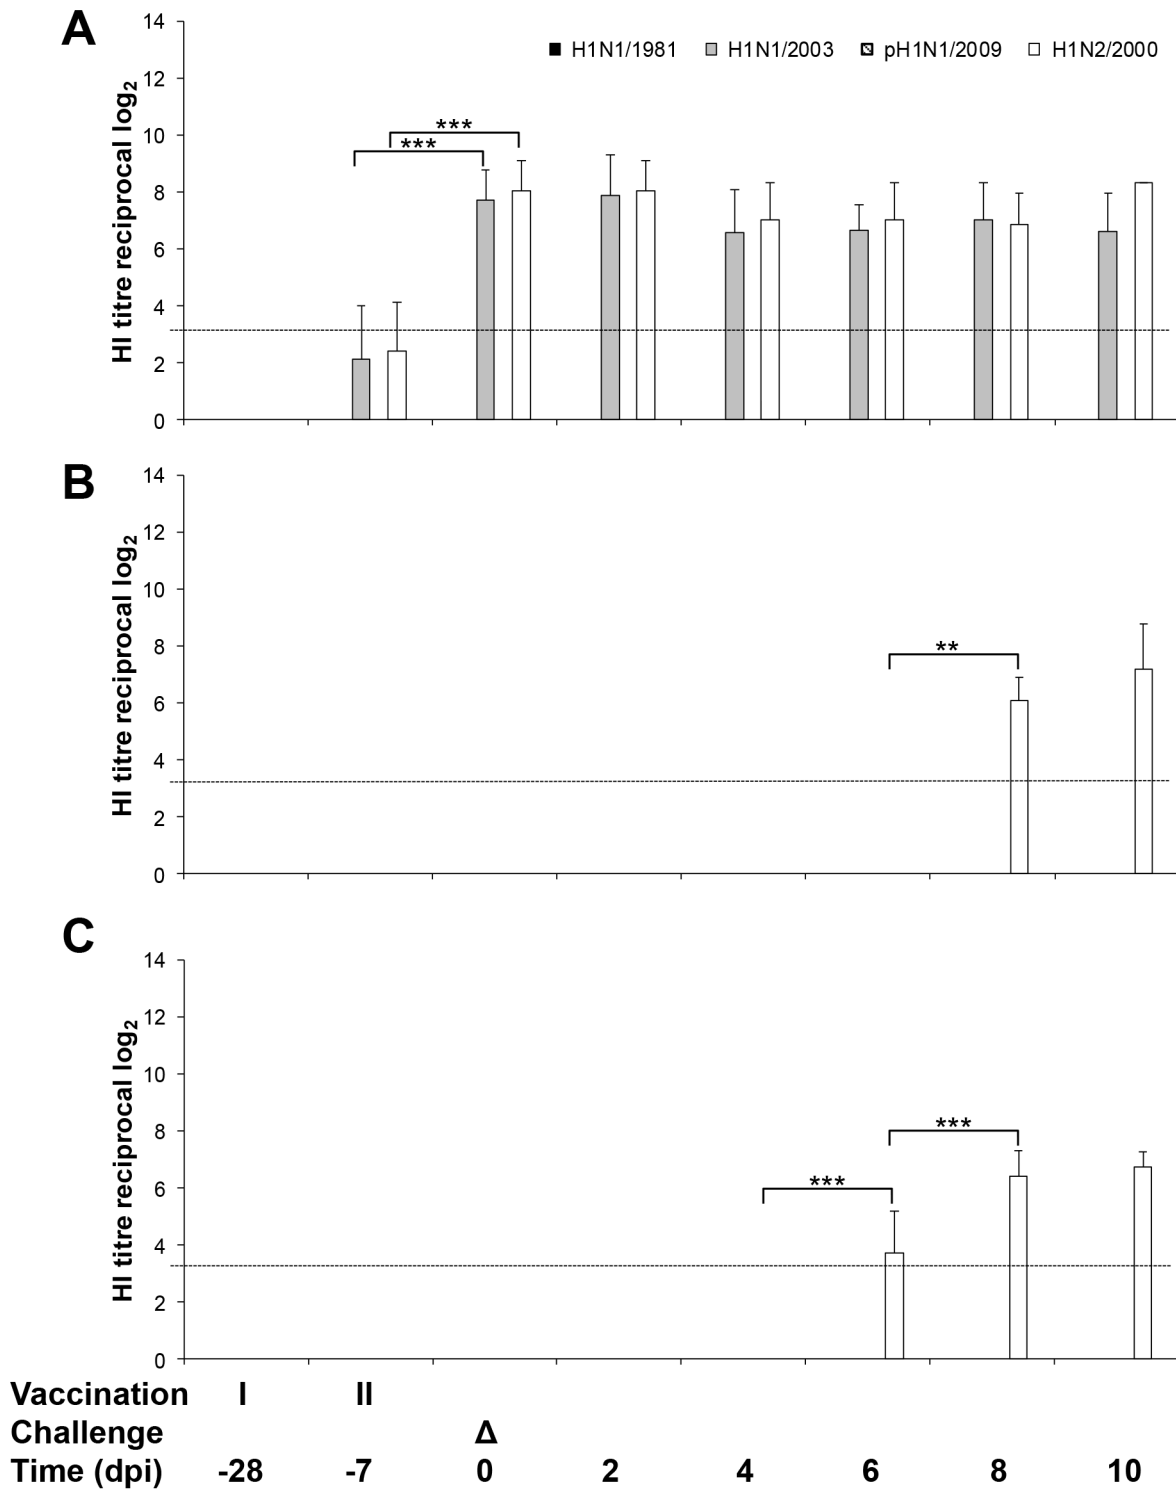 A
H1N1/1981 H1N1/2003 pH1N1/2009 H1N2/2000
HI titre reciprocal log2
14
12
10
8
6
4
2
0
***
***
B
HI titre reciprocal log2
14
12
10
8
6
4
2
0
**
C
HI titre reciprocal log2
14
12
10
8
6
4
2
0
***
***
Vaccination I II
Challenge Δ
Time (dpi) -28 -7 0 2 4 6 8 10